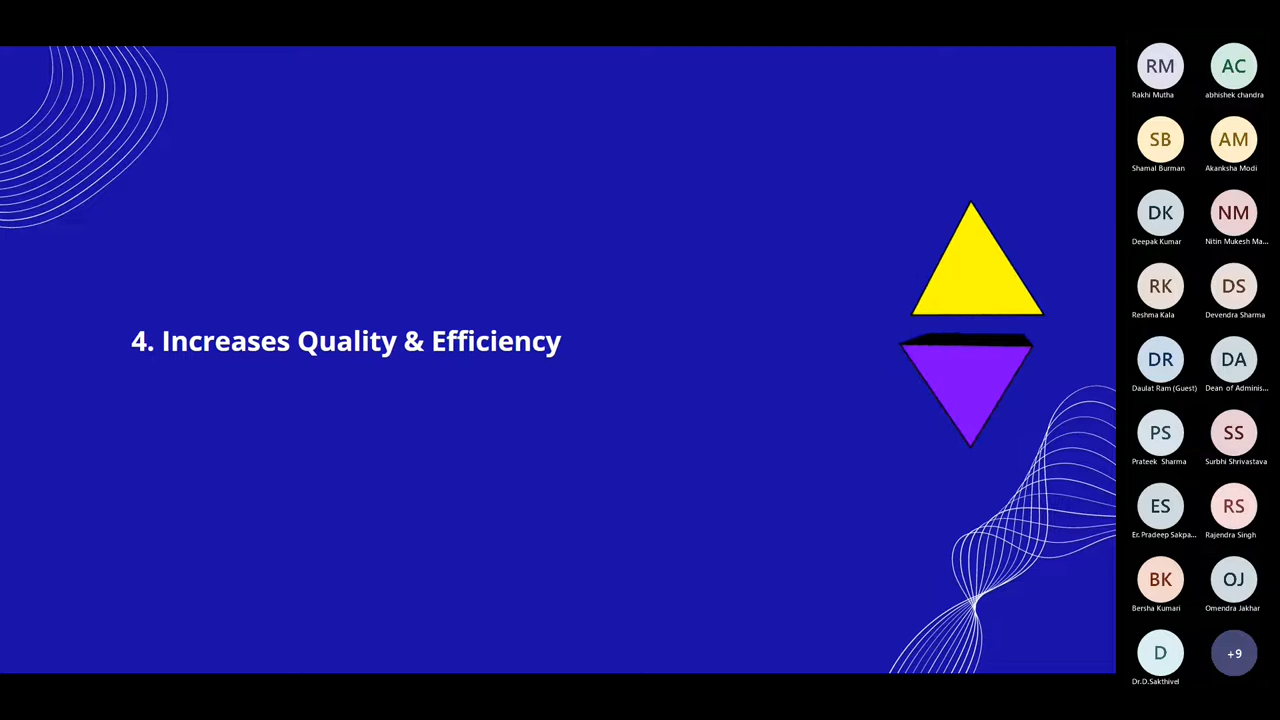 4. Increases Quality & Efficiency
RM
AC
Rakhi Mutha
abhishek chandra
SB
AM
Shamal Burman
Akanksha Modi
DK
NM
Deepak Kumar
Nitin Mukesh Ma...
RK
DS
Reshma Kala
Devendra Sharma
DR
DA
Daulat Ram (Guest)
Dean of Adminis...
PS
SS
Prateek Sharma
Surbhi Shrivastava
ES
RS
Er. Pradeep Sakpa...
Rajendra Singh
BK
OJ
Bersha Kumari
Omendra Jakhar
D
+9
Dr.D.Sakthivel